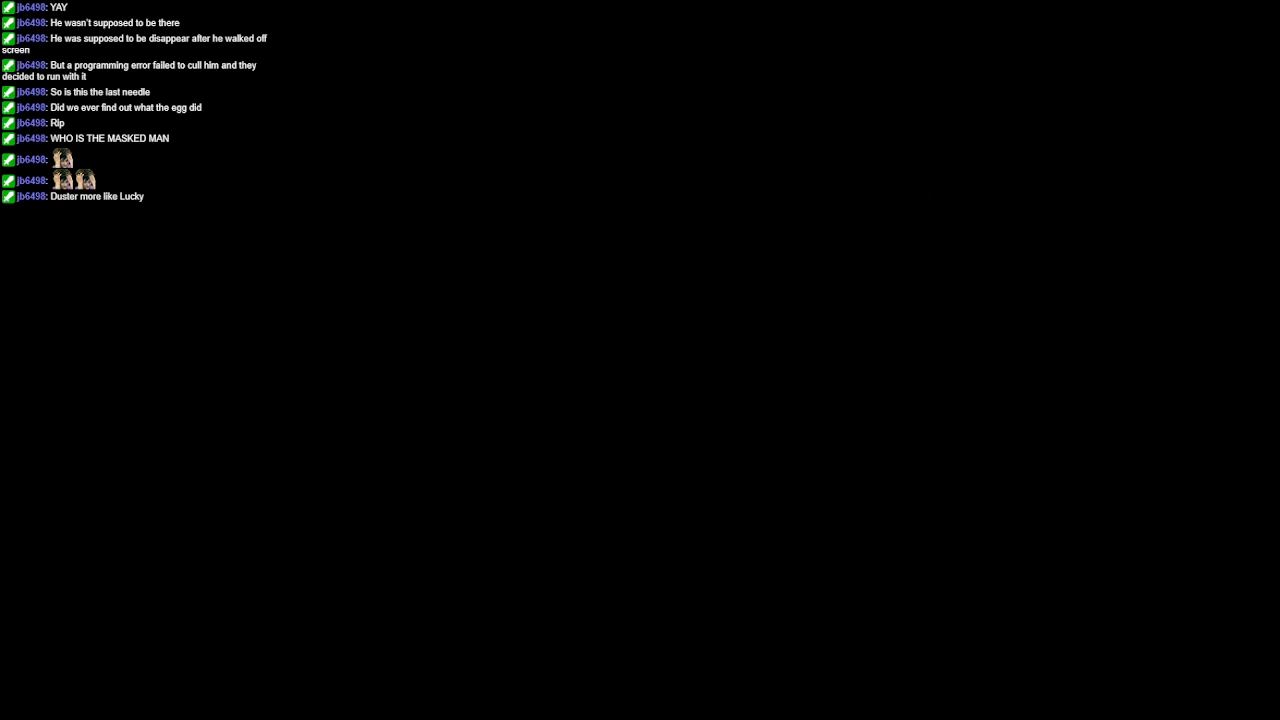 jb6498: YAY
jb6498: He wasn't supposed to be there
jb6498: He was supposed to be disappear after he walked off
screen
jb6498: But a programming error failed to cull him and they
decided to run with it
jb6498: So is this the last needle
jb6498: Did we ever find out what the egg did
jb6498: Rip
jb6498: WHO IS THE MASKED MAN
jb6498:
jb6498:
jb6498: Duster more like Lucky